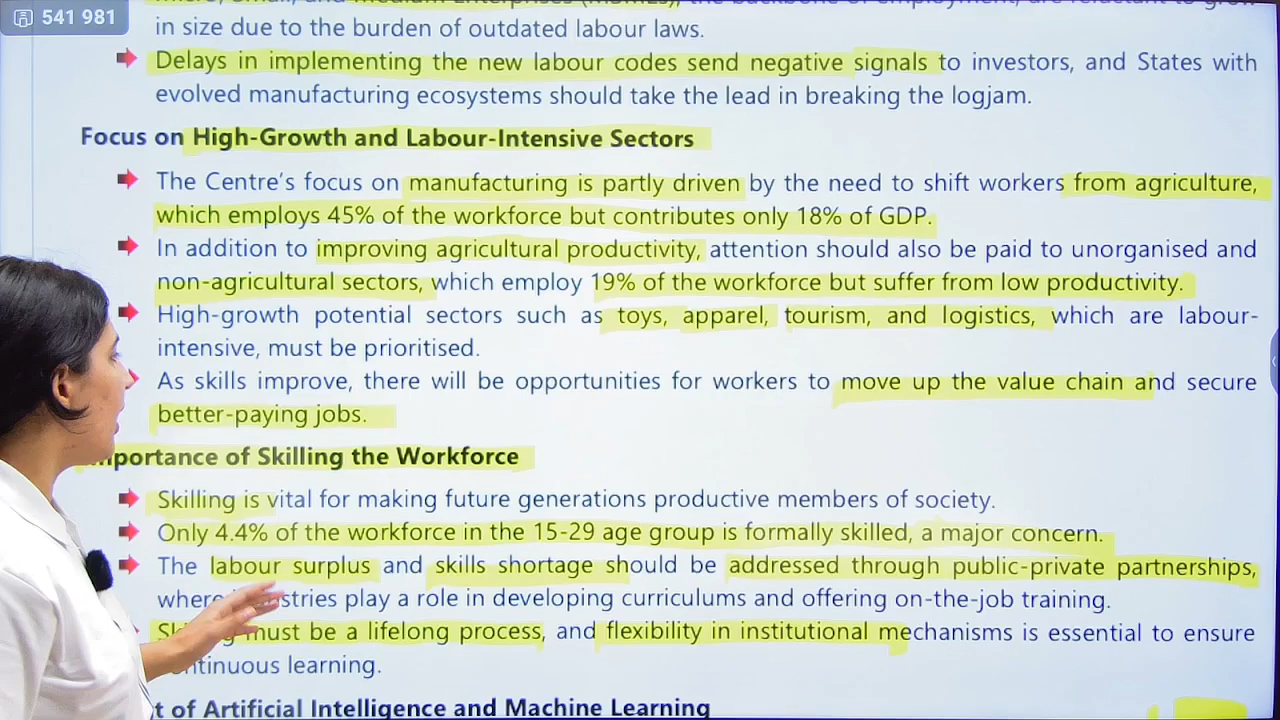 541 981
in size due to the burden of outdated labour laws.
Delays in implementing the new labour codes send negative signals to investors, and States with
evolved manufacturing ecosystems should take the lead in breaking the logjam.
Focus on High-Growth and Labour-Intensive Sectors
The Centre's focus on manufacturing is partly driven by the need to shift workers from agriculture,
which employs 45% of the workforce but contributes only 18% of GDP.
In addition to improving agricultural productivity, attention should also be paid to unorganised and
non-agricultural sectors, which employ 19% of the workforce but suffer from low productivity.
High-growth potential sectors such as toys, apparel, tourism, and logistics, which are labour-
intensive, must be prioritised.
As skills improve, there will be opportunities for workers to move up the value chain and secure
better-paying jobs.
Importance of Skilling the Workforce
Skilling is vital for making future generations productive members of society.
Only 4.4% of the workforce in the 15-29 age group is formally skilled, a major concern.
The labour surplus and skills shortage should be addressed through public-private partnerships,
where industries play a role in developing curriculums and offering on-the-job training.
Skilling must be a lifelong process, and flexibility in institutional mechanisms is essential to ensure
continuous learning.
of Artificial Intelligence and Machine Learning